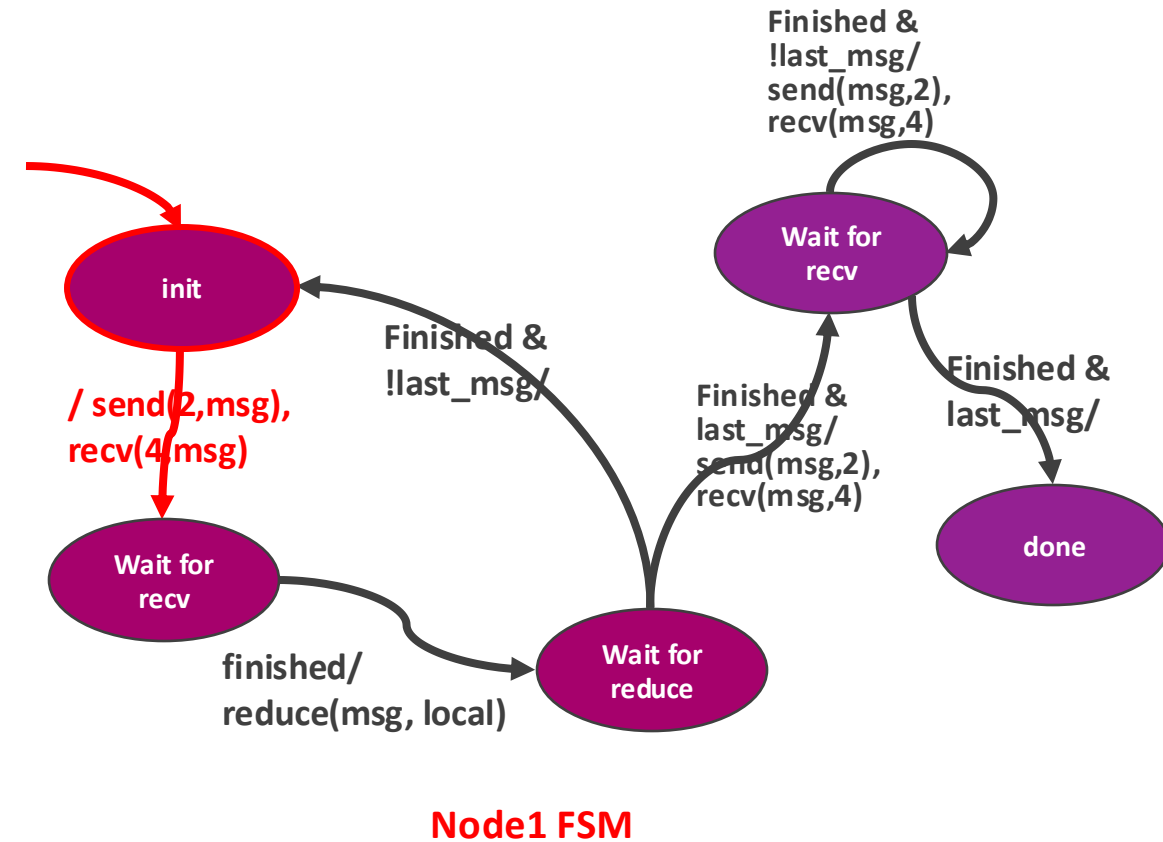 Finished &
!last_msg/
send(msg,2),
recv(msg,4)
Wait for
recv
init
Finished &
!last_msg/
Finished &
last_msg/
/ send(2,msg),
recv(4,msg)
Finished &
last_msg/
send(msg,2),
recv(msg,4)
Wait for
recv
done
finished/
reduce(msg, local)
Wait for
reduce
Node1 FSM